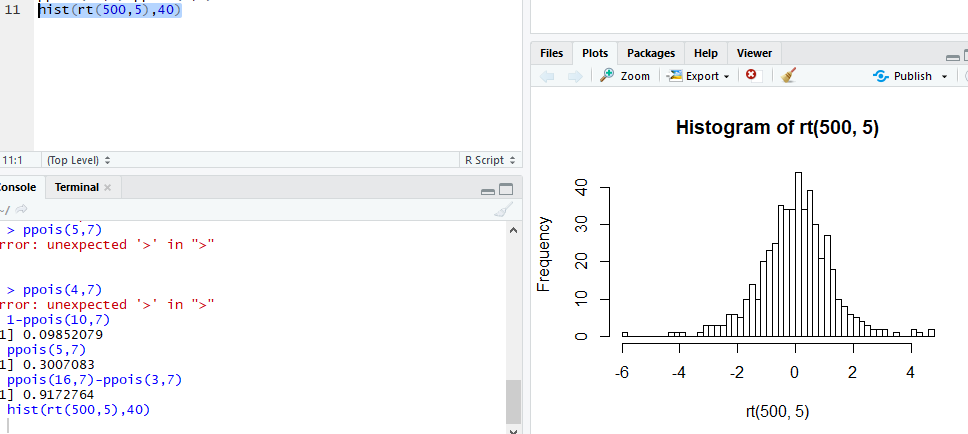 11 hist(rt(500,5),40)
11:1 (Top Level) R Script
Console Terminal ×
~/
> ppois(5,7)
rror: unexpected '>' in ">"
> ppois(4,7)
rror: unexpected '>' in ">"
1-ppois(10,7)
1] 0.09852079
ppois(5,7)
1] 0.3007083
ppois(16,7)-ppois(3,7)
1] 0.9172764
hist(rt(500,5),40)
Files Plots Packages Help Viewer
Zoom Export Publish
Histogram of rt(500, 5)
Frequency
40
30
20
10
0
-6 -4 -2 0 2 4
rt(500, 5)